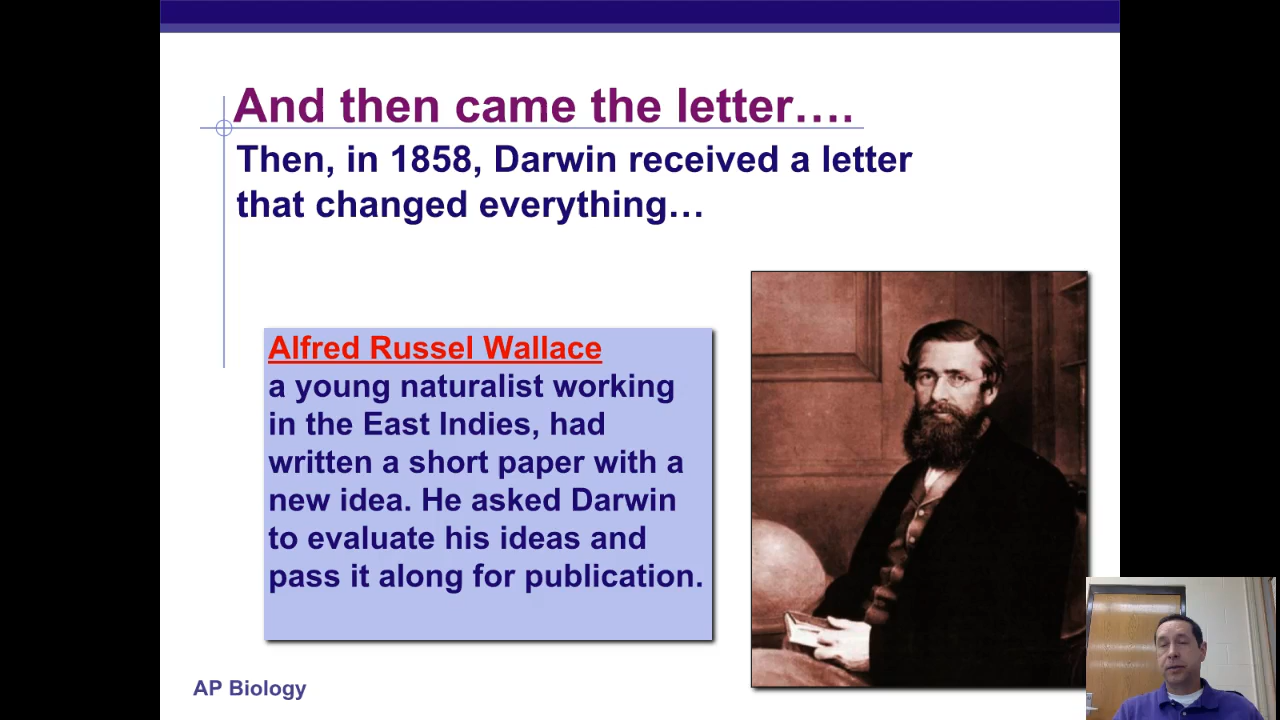 And then came the letter….
Then, in 1858, Darwin received a letter
that changed everything…
Alfred Russel Wallace
a young naturalist working
in the East Indies, had
written a short paper with a
new idea. He asked Darwin
to evaluate his ideas and
pass it along for publication.
AP Biology